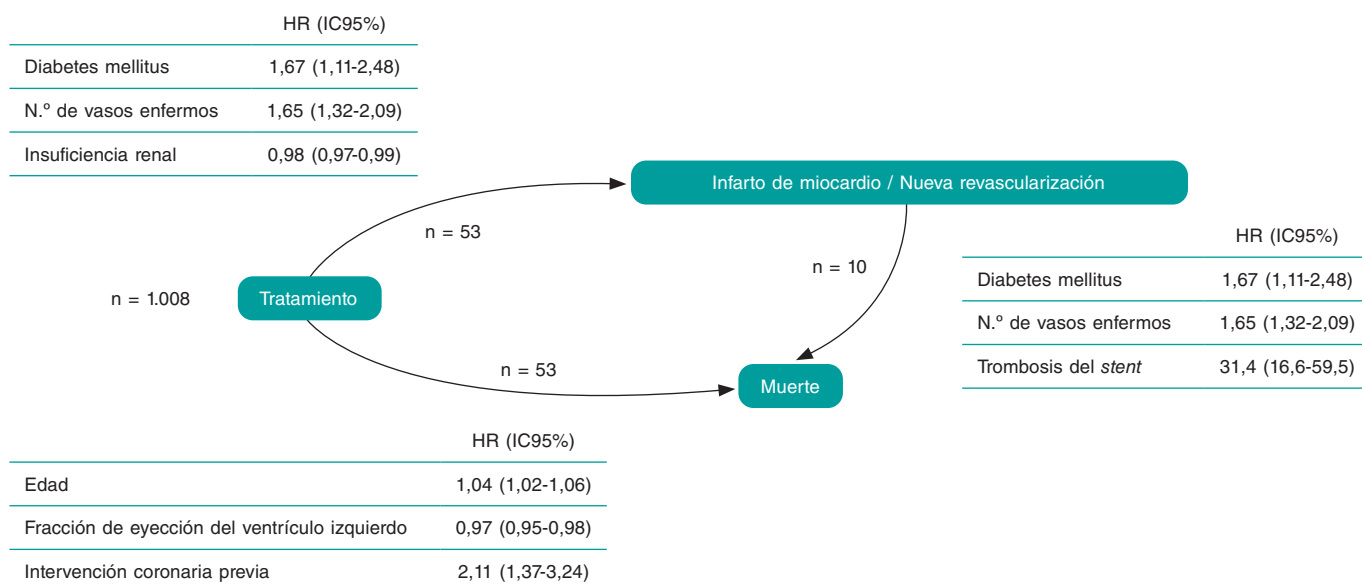 HR (IC95%)
Diabetes mellitus 1,67 (1,11-2,48)
N.º de vasos enfermos 1,65 (1,32-2,09)
Insuficiencia renal 0,98 (0,97-0,99)
Infarto de miocardio / Nueva revascularización
n = 53
n = 1.008
Tratamiento
n = 10
HR (IC95%)
Diabetes mellitus 1,67 (1,11-2,48)
N.º de vasos enfermos 1,65 (1,32-2,09)
Trombosis del stent 31,4 (16,6-59,5)
n = 53
Muerte
HR (IC95%)
Edad 1,04 (1,02-1,06)
Fracción de eyección del ventrículo izquierdo 0,97 (0,95-0,98)
Intervención coronaria previa 2,11 (1,37-3,24)